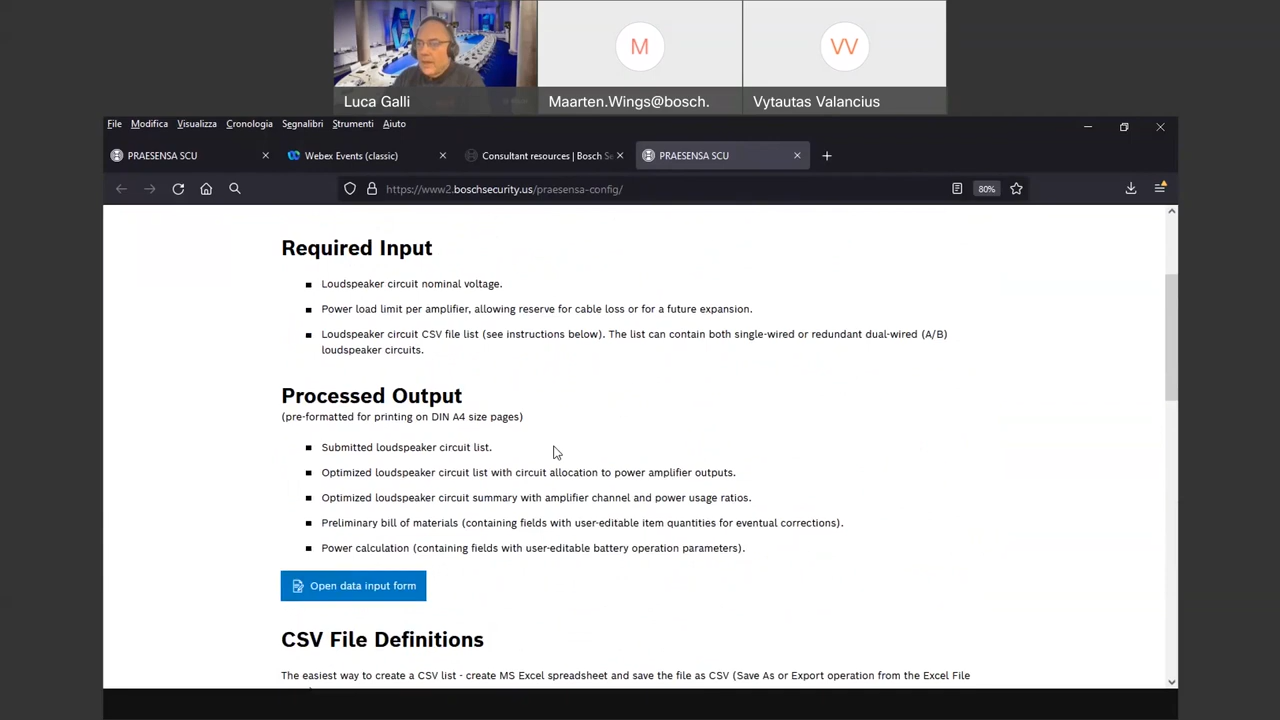 M
VV
Luca Galli
Maarten.Wings@bosch.
Vytautas Valancius
File Modifica Visualizza Cronologia Segnalibri Strumenti Aiuto
PRAESENSA SCU
Webex Events (classic)
Consultant resources | Bosch Se
PRAESENSA SCU
https://www2.boschsecurity.us/praesensa-config/
80%
Required Input
Loudspeaker circuit nominal voltage.
Power load limit per amplifier, allowing reserve for cable loss or for a future expansion.
Loudspeaker circuit CSV file list (see instructions below). The list can contain both single-wired or redundant dual-wired (A/B)
loudspeaker circuits.
Processed Output
(pre-formatted for printing on DIN A4 size pages)
Submitted loudspeaker circuit list.
Optimized loudspeaker circuit list with circuit allocation to power amplifier outputs.
Optimized loudspeaker circuit summary with amplifier channel and power usage ratios.
Preliminary bill of materials (containing fields with user-editable item quantities for eventual corrections).
Power calculation (containing fields with user-editable battery operation parameters).
Open data input form
CSV File Definitions
The easiest way to create a CSV list - create MS Excel spreadsheet and save the file as CSV (Save As or Export operation from the Excel File